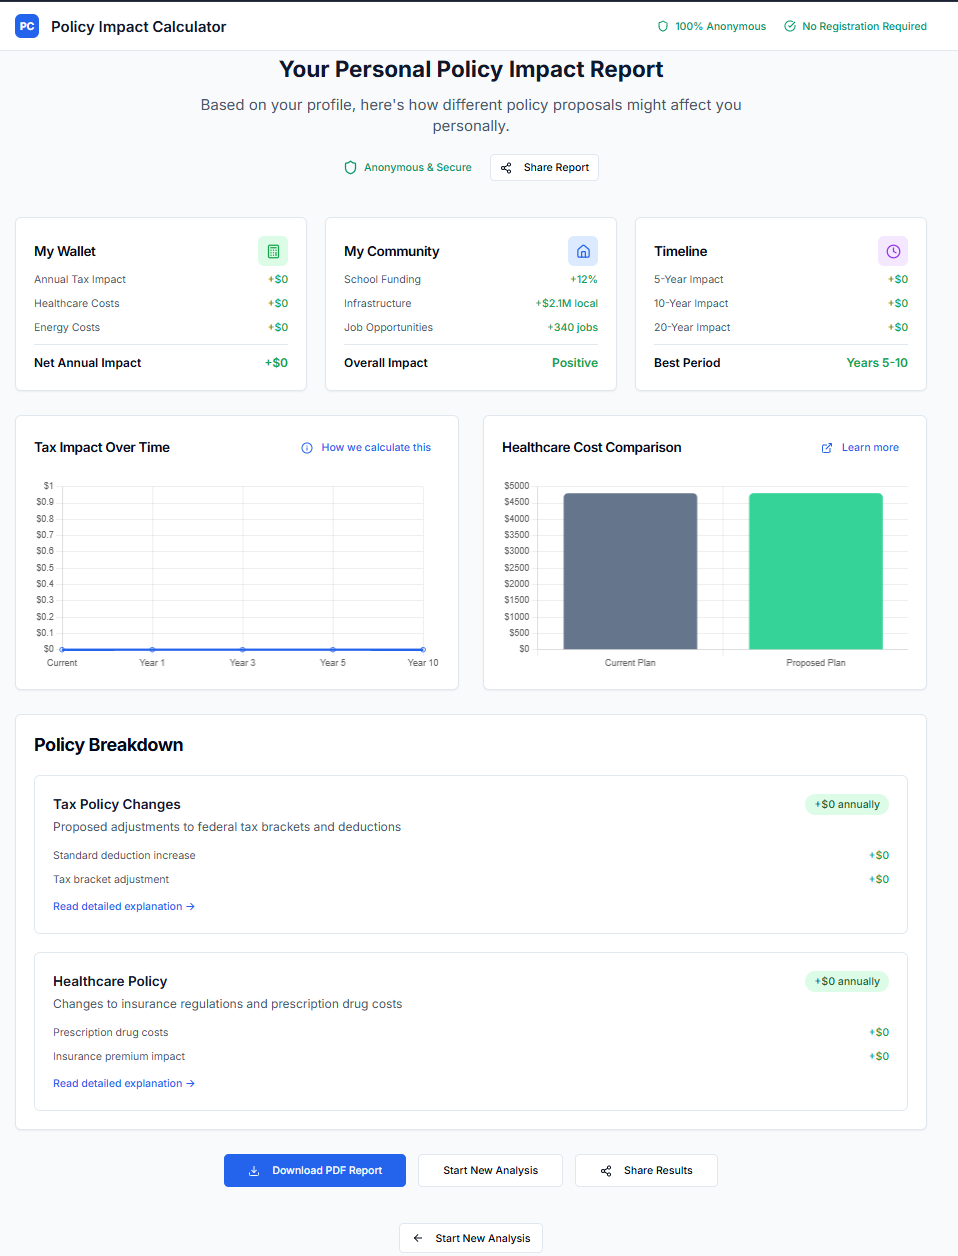 PC Policy Impact Calculator
100% Anonymous
No Registration Required
Your Personal Policy Impact Report
Based on your profile, here's how different policy proposals might affect you
personally.
Anonymous & Secure
Share Report
My Wallet
Annual Tax Impact +$0
Healthcare Costs +$0
Energy Costs +$0
Net Annual Impact +$0
My Community
School Funding +12%
Infrastructure +$2.1M local
Job Opportunities +340 jobs
Overall Impact Positive
Timeline
5-Year Impact +$0
10-Year Impact +$0
20-Year Impact +$0
Best Period Years 5-10
Tax Impact Over Time
How we calculate this
$1
$0.9
$0.8
$0.7
$0.6
$0.5
$0.4
$0.3
$0.2
$0.1
$0
Current Year 1 Year 3 Year 5 Year 10
Healthcare Cost Comparison
Learn more
$5000
$4500
$4000
$3500
$3000
$2500
$2000
$1500
$1000
$500
$0
Current Plan Proposed Plan
Policy Breakdown
Tax Policy Changes +$0 annually
Proposed adjustments to federal tax brackets and deductions
Standard deduction increase +$0
Tax bracket adjustment +$0
Read detailed explanation →
Healthcare Policy +$0 annually
Changes to insurance regulations and prescription drug costs
Prescription drug costs +$0
Insurance premium impact +$0
Read detailed explanation →
Download PDF Report
Start New Analysis
Share Results
← Start New Analysis